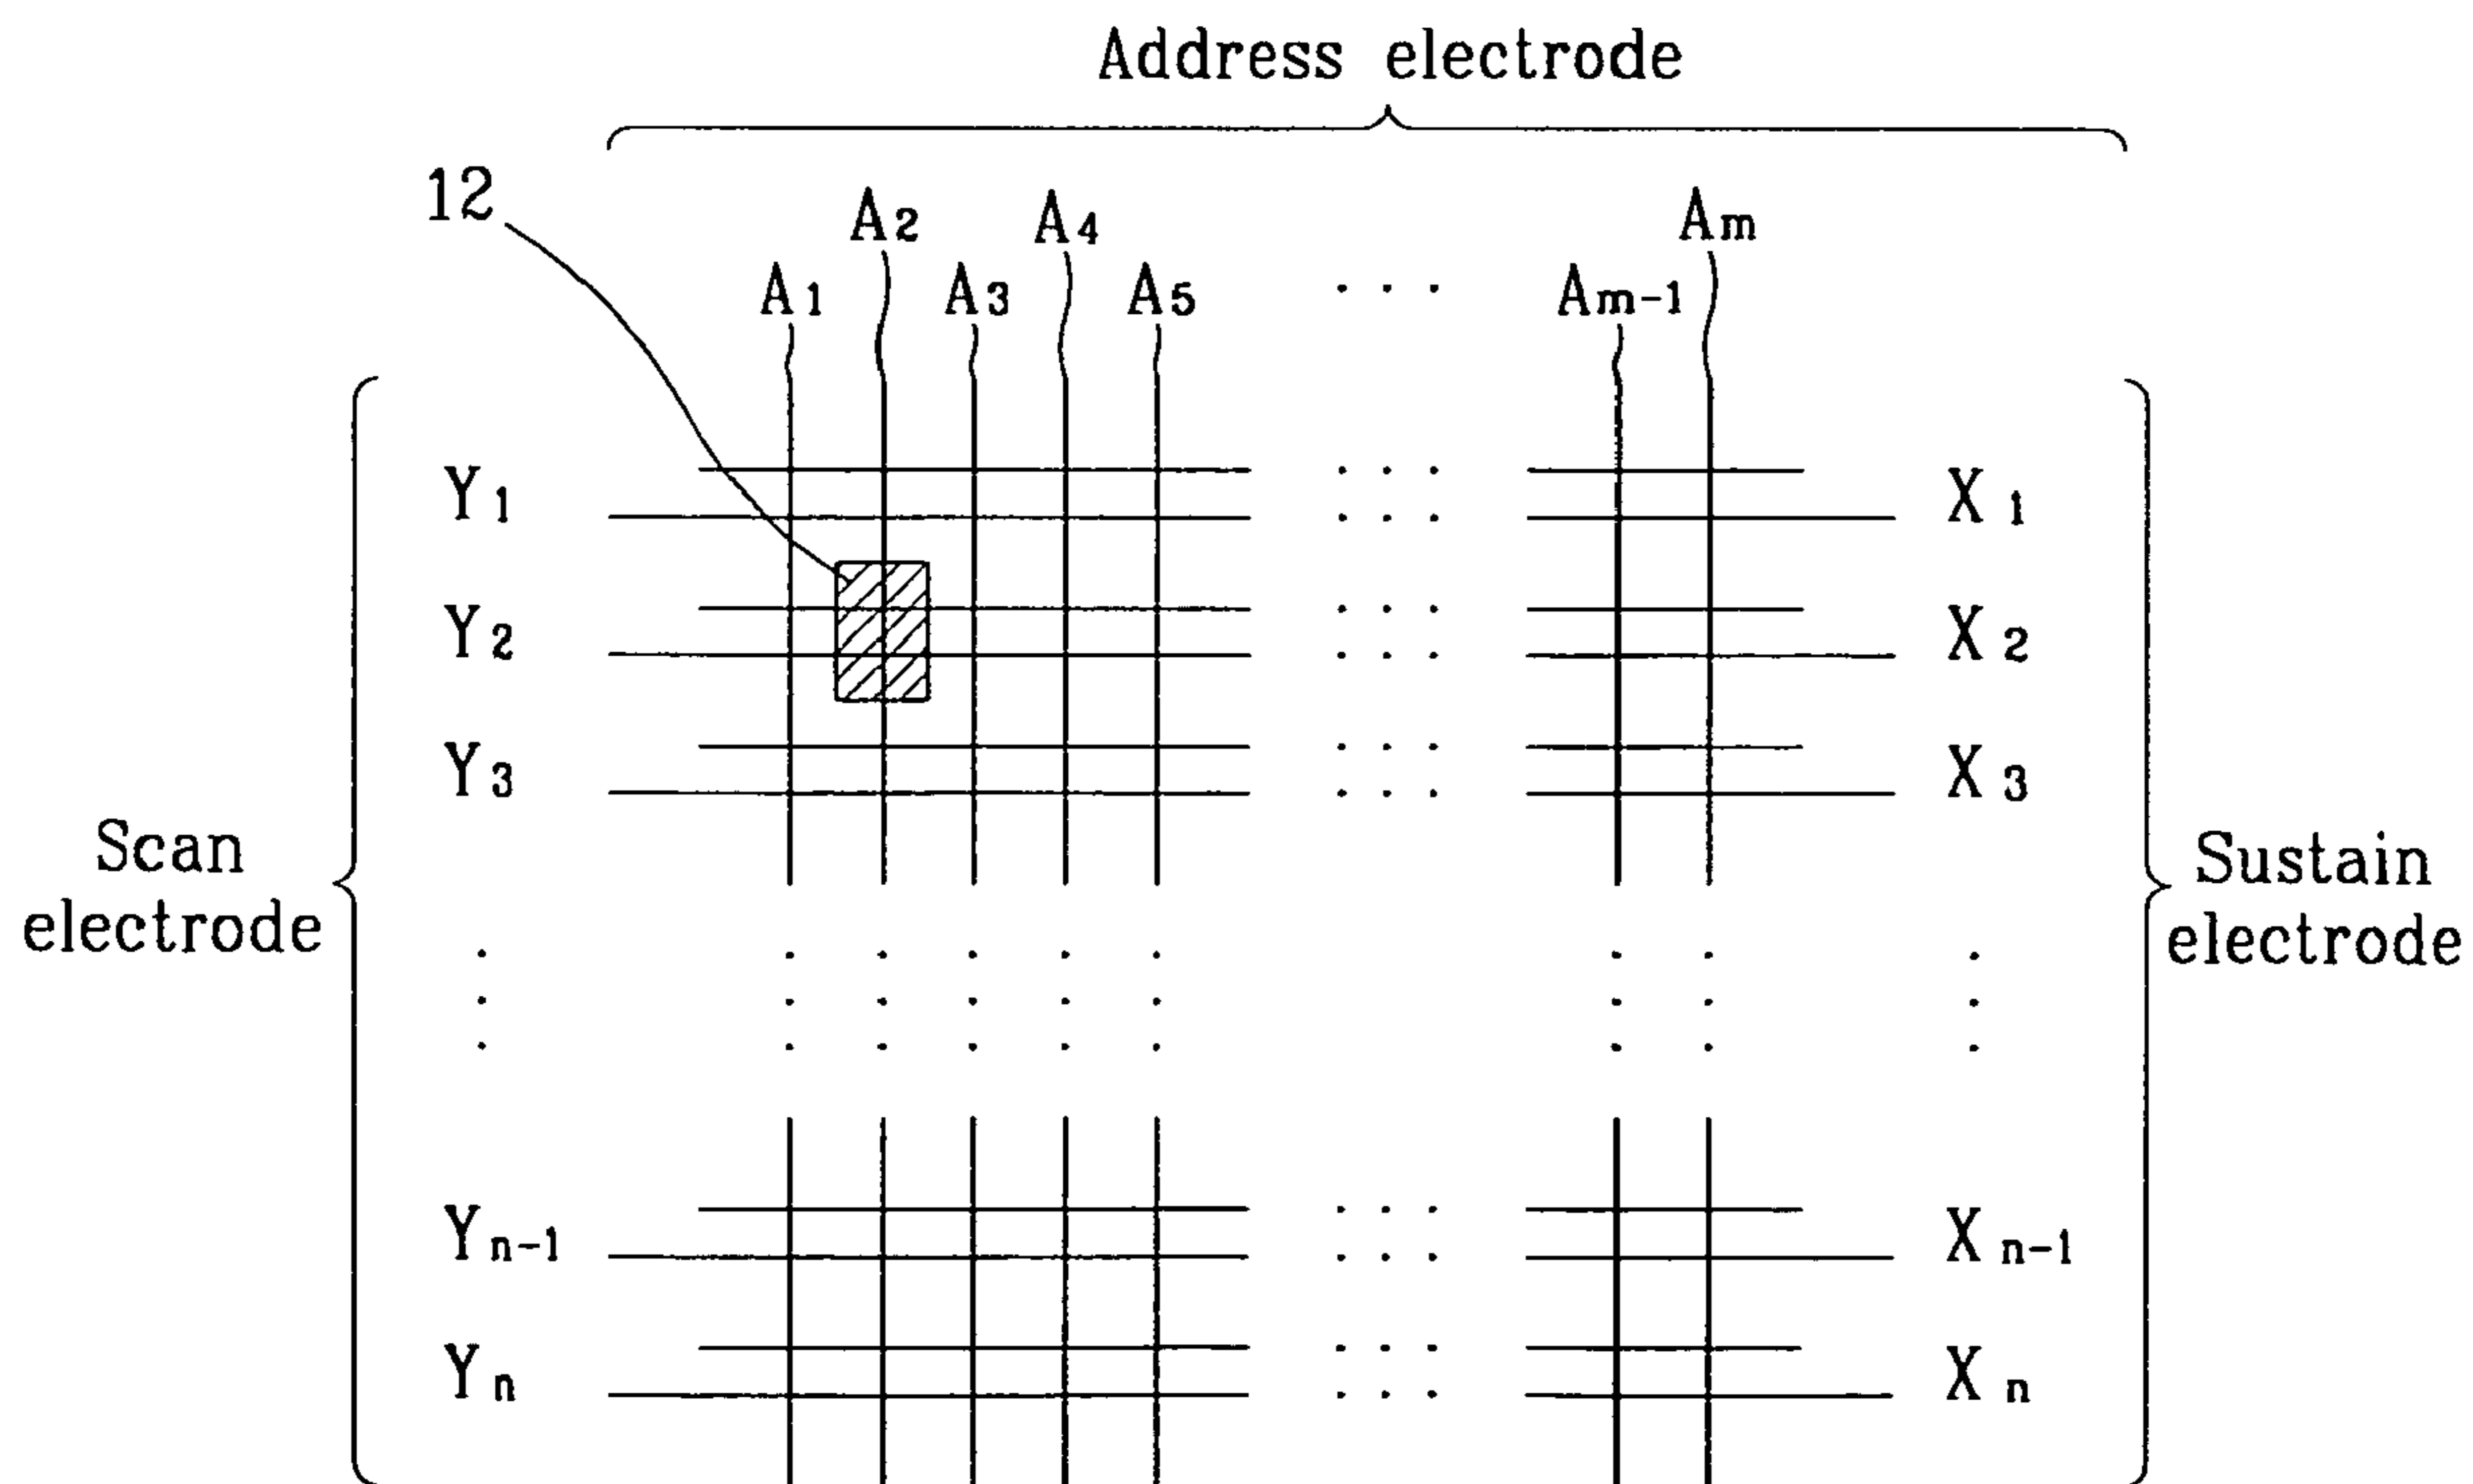 Address electrode
12
A2 A4 Am
A1 A3 A5 . . . Am-1
Y1 X1
Y2 X2
Y3 X3
Scan
electrode
Sustain
electrode
Yn-1 Xn-1
Yn Xn